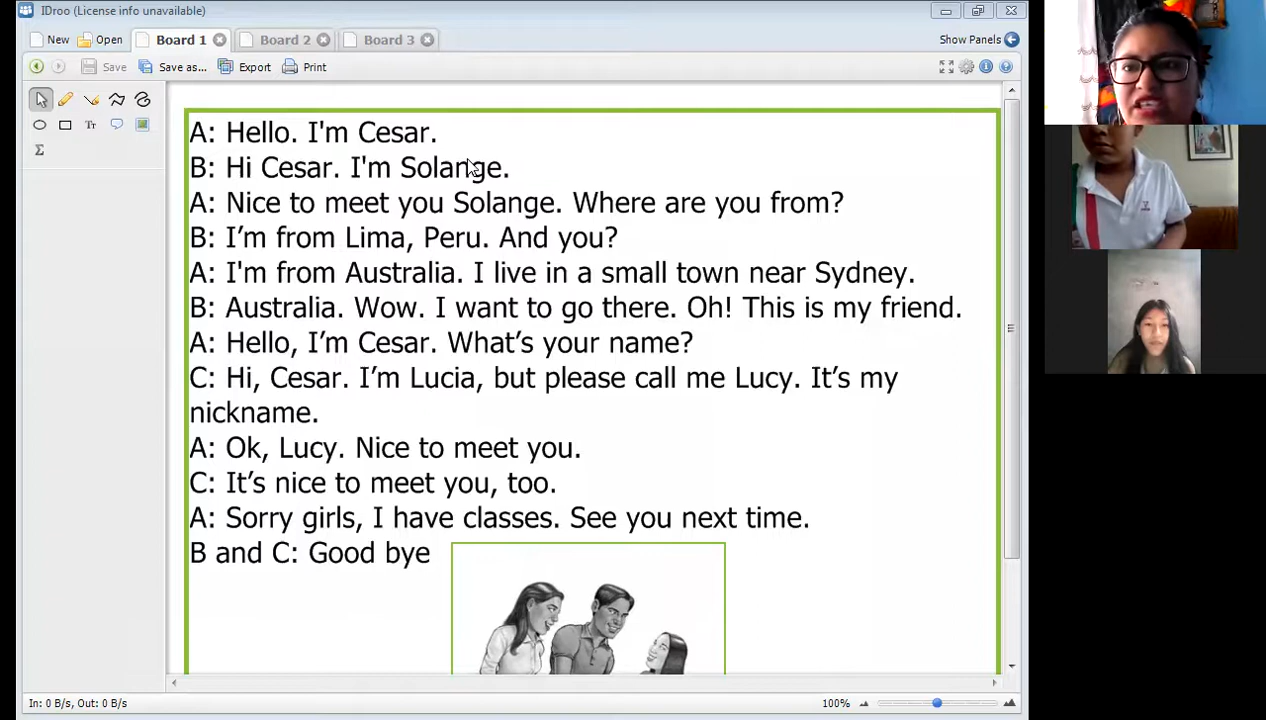 IDroo (License info unavailable)
New Open Board 1 Board 2 Board 3 Show Panels
Save Save as... Export Print
Tt
Σ
A: Hello. I'm Cesar.
B: Hi Cesar. I'm Solange.
A: Nice to meet you Solange. Where are you from?
B: I’m from Lima, Peru. And you?
A: I'm from Australia. I live in a small town near Sydney.
B: Australia. Wow. I want to go there. Oh! This is my friend.
A: Hello, I’m Cesar. What’s your name?
C: Hi, Cesar. I’m Lucia, but please call me Lucy. It’s my
nickname.
A: Ok, Lucy. Nice to meet you.
C: It’s nice to meet you, too.
A: Sorry girls, I have classes. See you next time.
B and C: Good bye
In: 0 B/s, Out: 0 B/s 100%